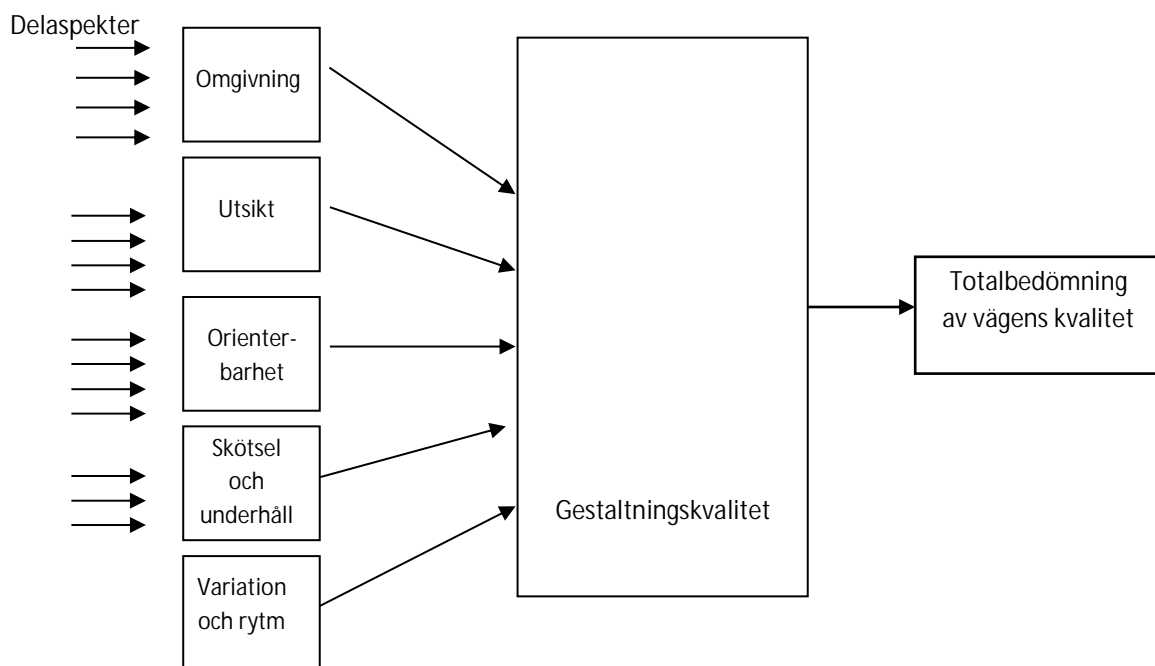 Delaspekter
Omgivning
Utsikt
Orienter-
barhet
Skötsel
och
underhåll
Variation
och rytm
Gestaltningskvalitet
Totalbedömning
av vägens kvalitet